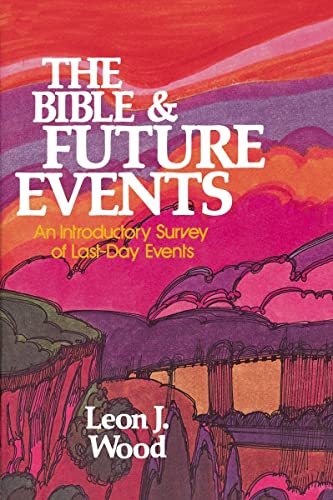 THE
BIBLE &
FUTURE
EVENTS
An Introductory Survey
of Last-Day Events
Leon J.
Wood